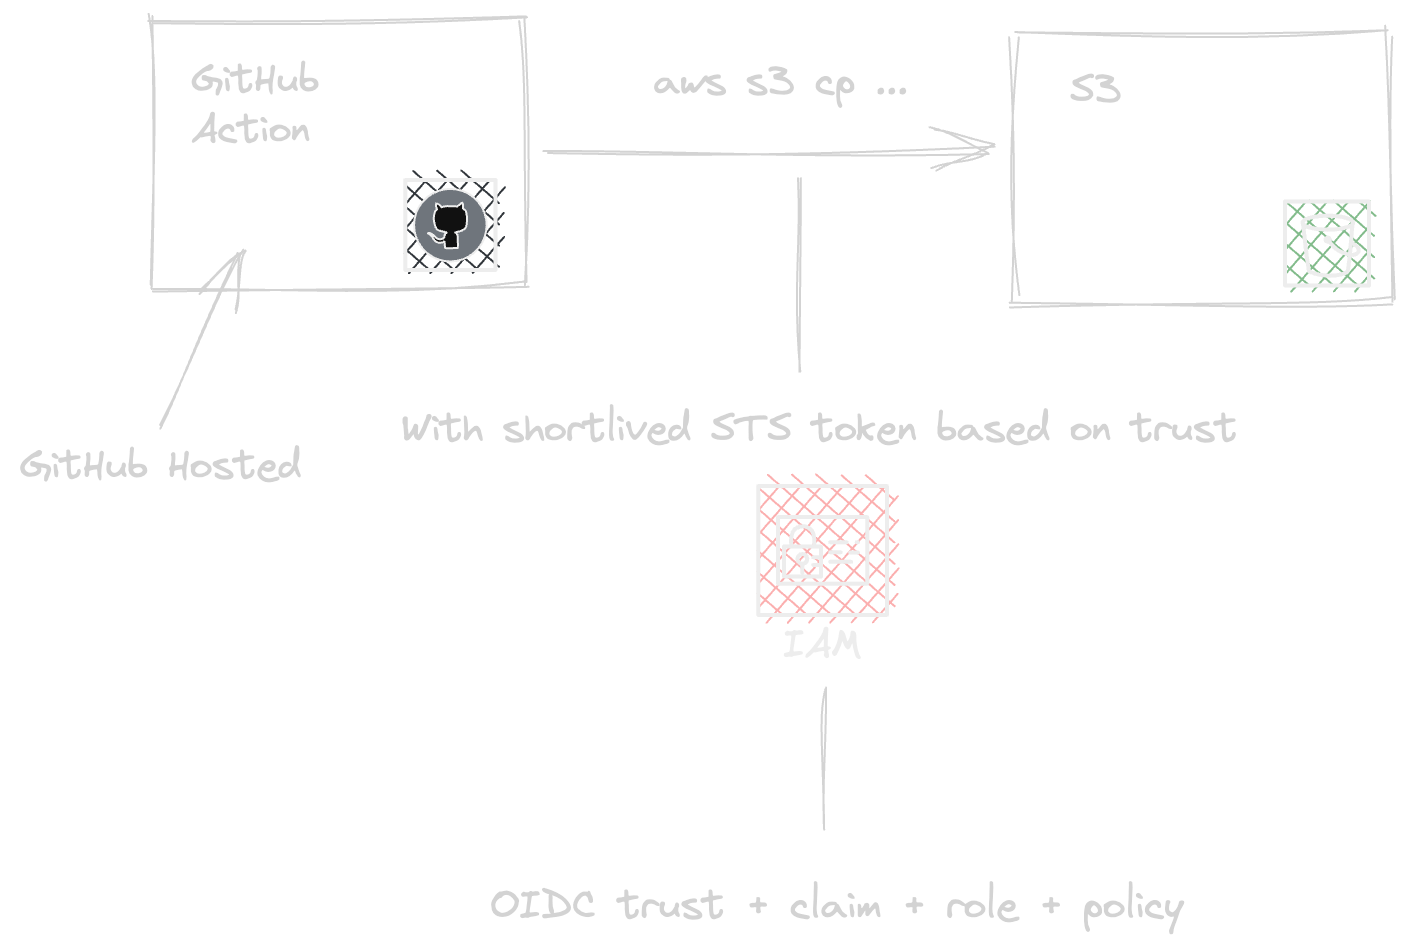 GitHub
Action
aws s3 cp ...
S3
With shortlived STS token based on trust
GitHub Hosted
IAM
OIDC trust + claim + role + policy